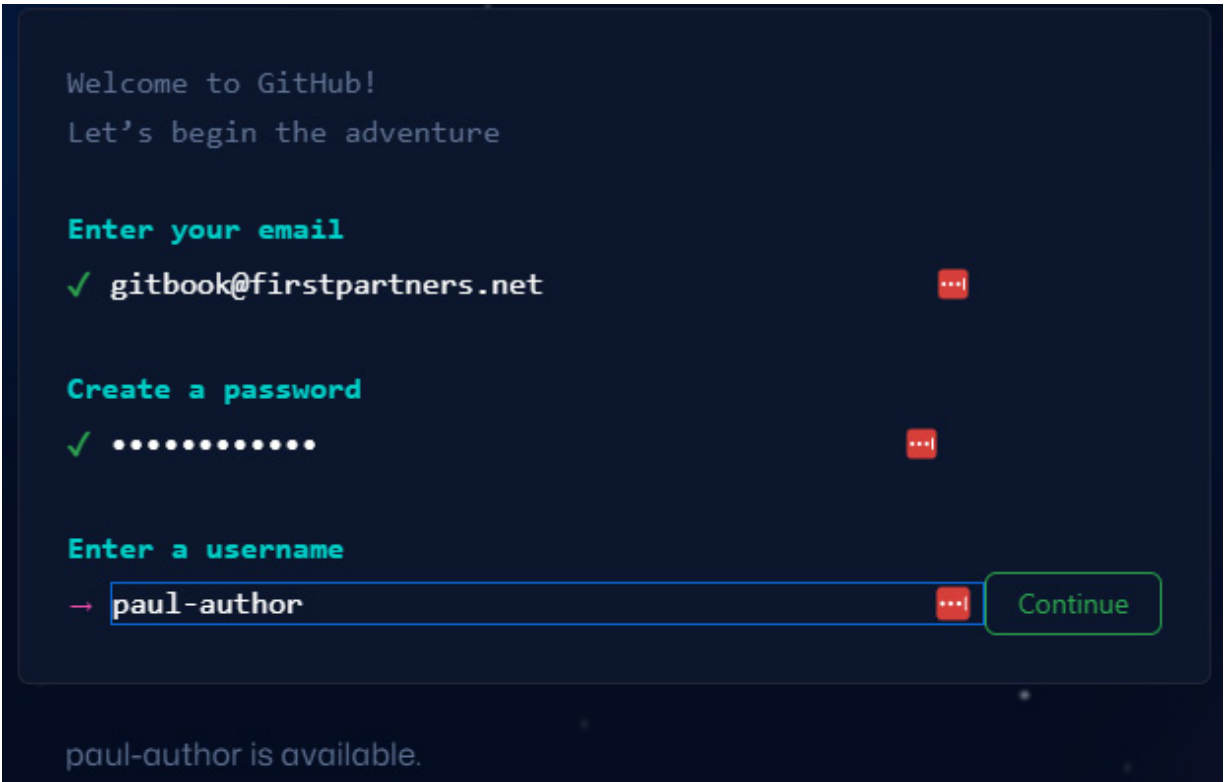 Welcome to GitHub!
Let’s begin the adventure
Enter your email
✓ gitbook@firstpartners.net
Create a password
✓ ••••••••••••
Enter a username
→ paul-author Continue
paul-author is available.